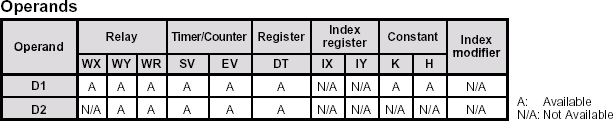 Operands
Operand Relay Timer/Counter Register Index register Constant Index modifier
WX WY WR SV EV DT IX IY K H
D1 A A A A A A N/A N/A A A N/A
D2 N/A A A A A A N/A N/A N/A N/A N/A
A: Available
N/A: Not Available